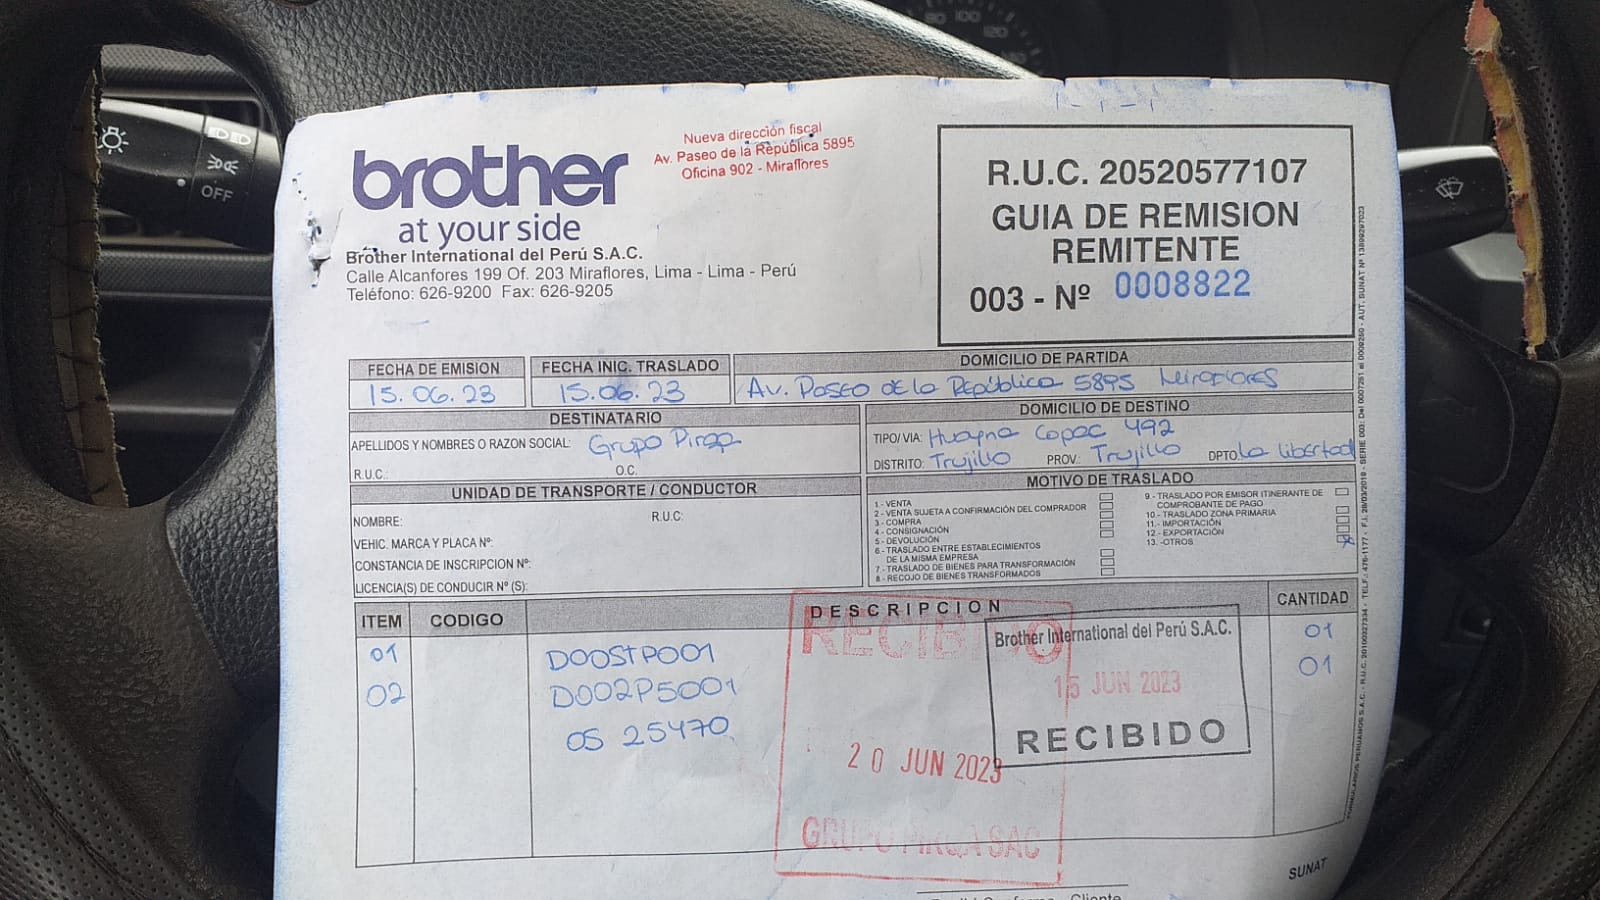 brother
at your side
Brother International del Perú S.A.C.
Calle Alcanfores 199 Of. 203 Miraflores, Lima - Lima - Perú
Teléfono: 626-9200 Fax: 626-9205
Nueva dirección fiscal
Av. Paseo de la República 5895
Oficina 902 - Miraflores
R.U.C. 20520577107
GUIA DE REMISION
REMITENTE
003 - Nº 0008822
FECHA DE EMISION
15.06.23
FECHA INIC. TRASLADO
15.06.23
DOMICILIO DE PARTIDA
Av. Paseo de la República 5895 Miraflores
DESTINATARIO
APELLIDOS Y NOMBRES O RAZON SOCIAL: Grupo Pirqa
R.U.C.: O.C.
DOMICILIO DE DESTINO
TIPO/VIA: Huayna Capac 492
DISTRITO: Trujillo PROV: Trujillo DPTO: La libertad
UNIDAD DE TRANSPORTE / CONDUCTOR
NOMBRE: R.U.C:
VEHIC. MARCA Y PLACA Nº:
CONSTANCIA DE INSCRIPCION Nº:
LICENCIA(S) DE CONDUCIR Nº (S):
MOTIVO DE TRASLADO
1 - VENTA
2 - VENTA SUJETA A CONFIRMACIÓN DEL COMPRADOR
3 - COMPRA
4 - CONSIGNACIÓN
5 - DEVOLUCIÓN
6 - TRASLADO ENTRE ESTABLECIMIENTOS
DE LA MISMA EMPRESA
7 - TRASLADO DE BIENES PARA TRANSFORMACIÓN
8 - RECOJO DE BIENES TRANSFORMADOS
9 - TRASLADO POR EMISOR ITINERANTE DE
COMPROBANTE DE PAGO
10 - TRASLADO ZONA PRIMARIA
11 - IMPORTACIÓN
12 - EXPORTACIÓN
13. -OTROS x
ITEM CODIGO DESCRIPCION CANTIDAD
01 D00STP001 01
02 D002P5001 01
OS 25470
RECIBIDO
20 JUN 2023
GRUPO PIRQA SAC
Brother International del Perú S.A.C.
15 JUN 2023
RECIBIDO
SUNAT
OFF
80 100
120